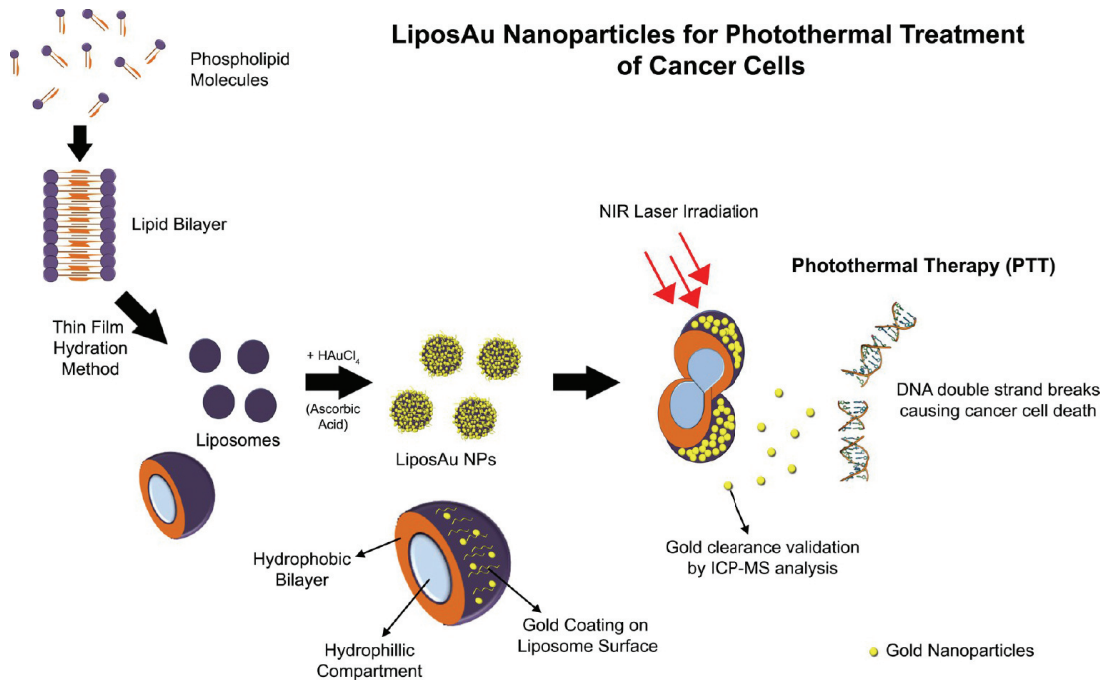 LiposAu Nanoparticles for Photothermal Treatment
of Cancer Cells
Phospholipid
Molecules
Lipid Bilayer
Thin Film
Hydration
Method
Liposomes
+ HAuCl₄
(Ascorbic
Acid)
LiposAu NPs
NIR Laser Irradiation
Photothermal Therapy (PTT)
DNA double strand breaks
causing cancer cell death
Gold clearance validation
by ICP-MS analysis
Hydrophobic
Bilayer
Hydrophillic
Compartment
Gold Coating on
Liposome Surface
Gold Nanoparticles